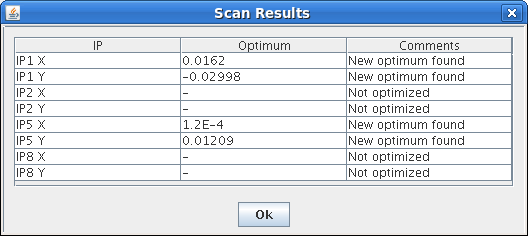 Scan Results
IP Optimum Comments
IP1 X 0.0162 New optimum found
IP1 Y -0.02998 New optimum found
IP2 X - Not optimized
IP2 Y - Not optimized
IP5 X 1.2E-4 New optimum found
IP5 Y 0.01209 New optimum found
IP8 X - Not optimized
IP8 Y - Not optimized
Ok